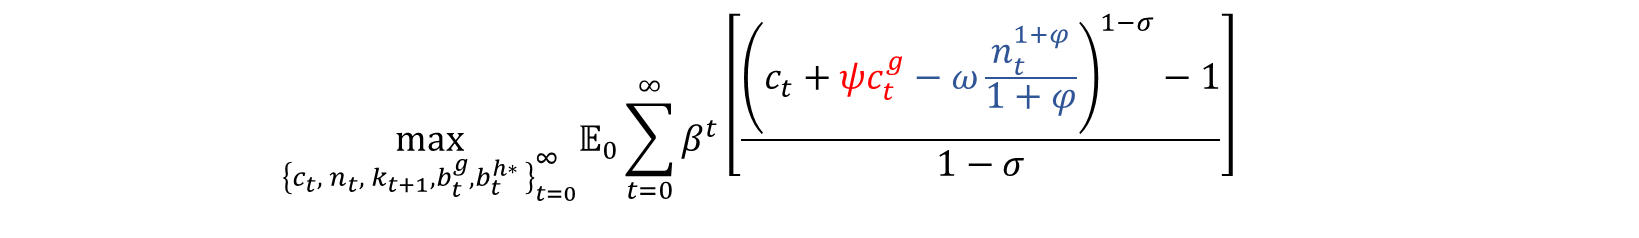 $$\max_{\{c_t,\, n_t,\, k_{t+1}, b_t^g, b_t^{h*}\}_{t=0}^{\infty}} \mathbb{E}_0 \sum_{t=0}^{\infty} \beta^t \left[ \frac{\left( c_t + \psi c_t^g - \omega \frac{n_t^{1+\varphi}}{1+\varphi} \right)^{1-\sigma} - 1}{1-\sigma} \right]$$